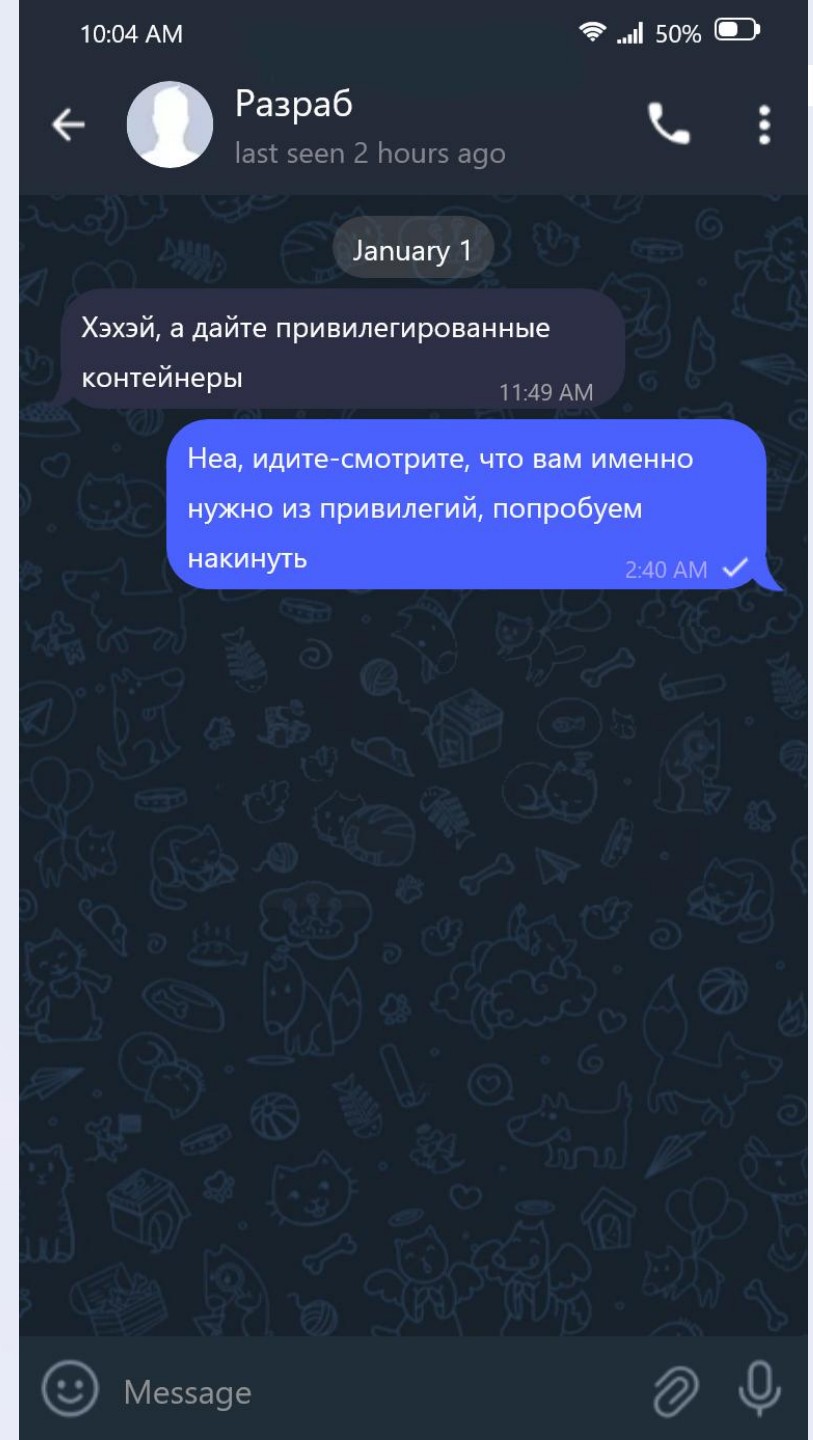 10:04 AM
50%
Разраб
last seen 2 hours ago
January 1
Хэхэй, а дайте привилегированные
контейнеры
11:49 AM
Неа, идите-смотрите, что вам именно
нужно из привилегий, попробуем
накинуть
2:40 AM
Message